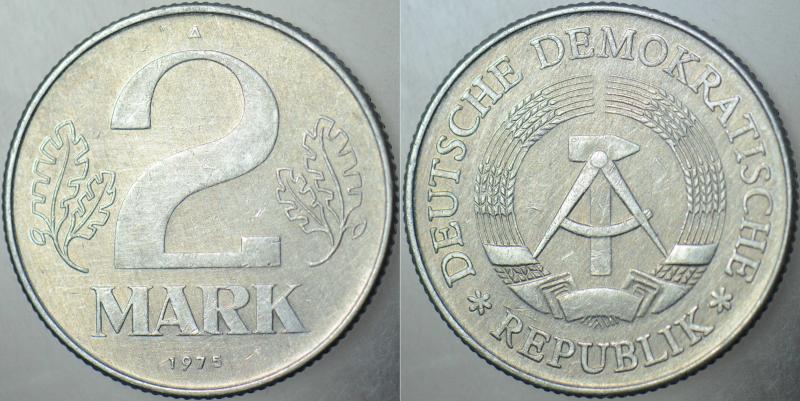 A
2
MARK
1975
DEUTSCHE DEMOKRATISCHE
* REPUBLIK *